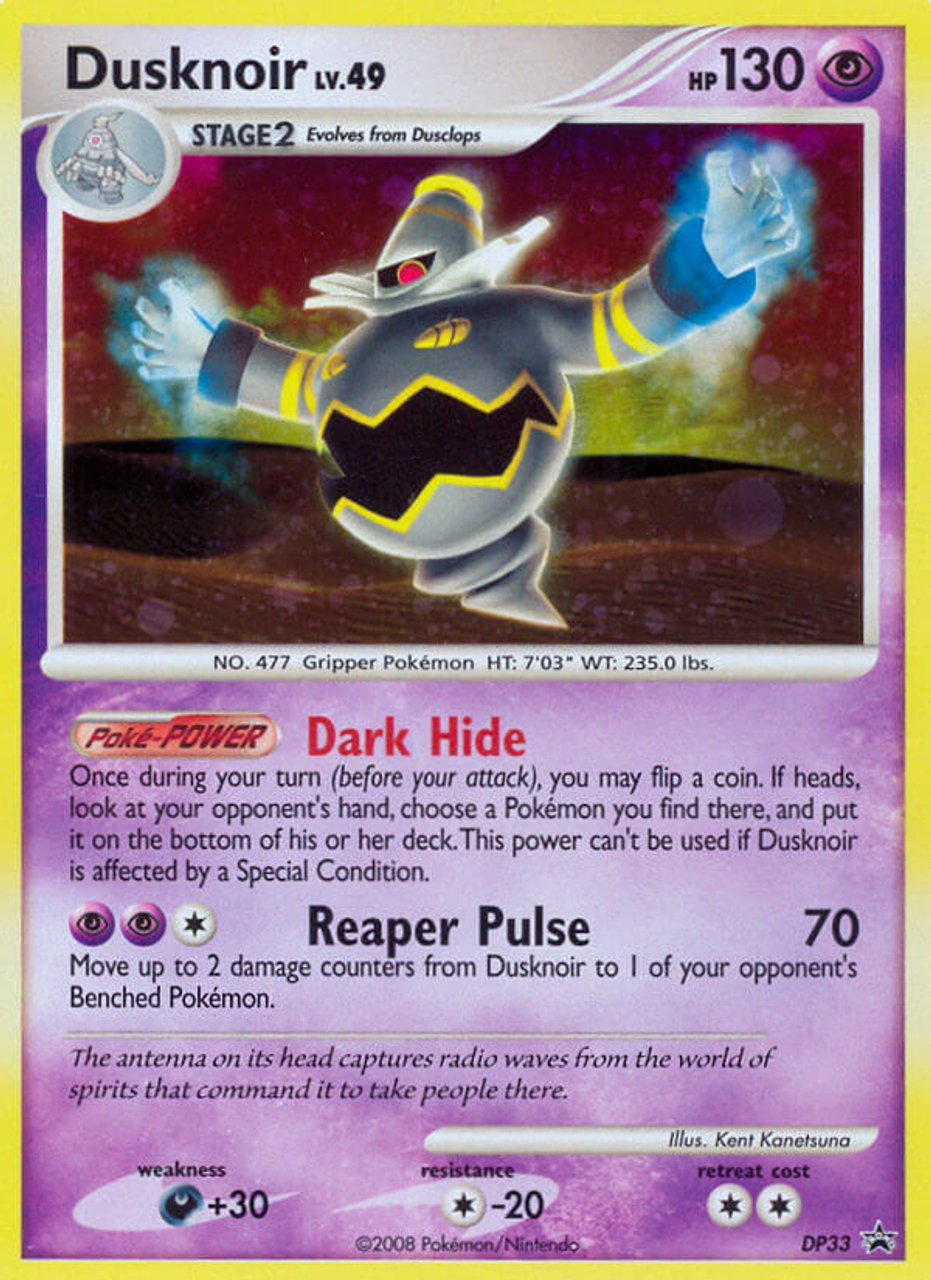 Dusknoir LV.49 HP 130
STAGE2 Evolves from Dusclops
NO. 477 Gripper Pokémon HT: 7'03" WT: 235.0 lbs.
Poké-POWER Dark Hide
Once during your turn (before your attack), you may flip a coin. If heads,
look at your opponent's hand, choose a Pokémon you find there, and put
it on the bottom of his or her deck. This power can't be used if Dusknoir
is affected by a Special Condition.
Reaper Pulse 70
Move up to 2 damage counters from Dusknoir to 1 of your opponent's
Benched Pokémon.
The antenna on its head captures radio waves from the world of
spirits that command it to take people there.
Illus. Kent Kanetsuna
weakness resistance retreat cost
+30 -20
©2008 Pokémon/Nintendo DP33